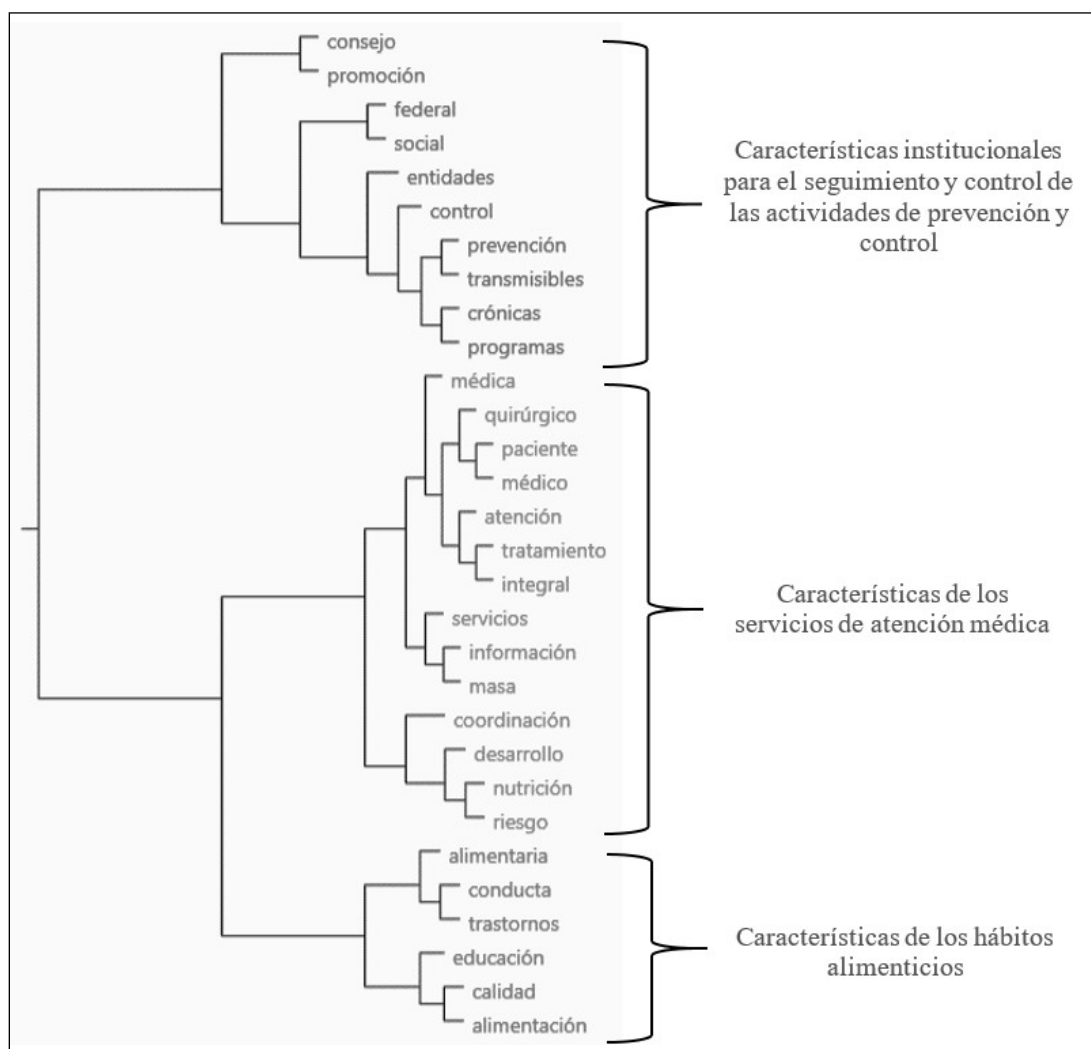 consejo
promoción
federal
social
entidades
control
prevención
transmisibles
crónicas
programas
Características institucionales
para el seguimiento y control de
las actividades de prevención y
control
médica
quirúrgico
paciente
médico
atención
tratamiento
integral
servicios
información
masa
coordinación
desarrollo
nutrición
riesgo
Características de los
servicios de atención médica
alimentaria
conducta
trastornos
educación
calidad
alimentación
Características de los hábitos
alimenticios